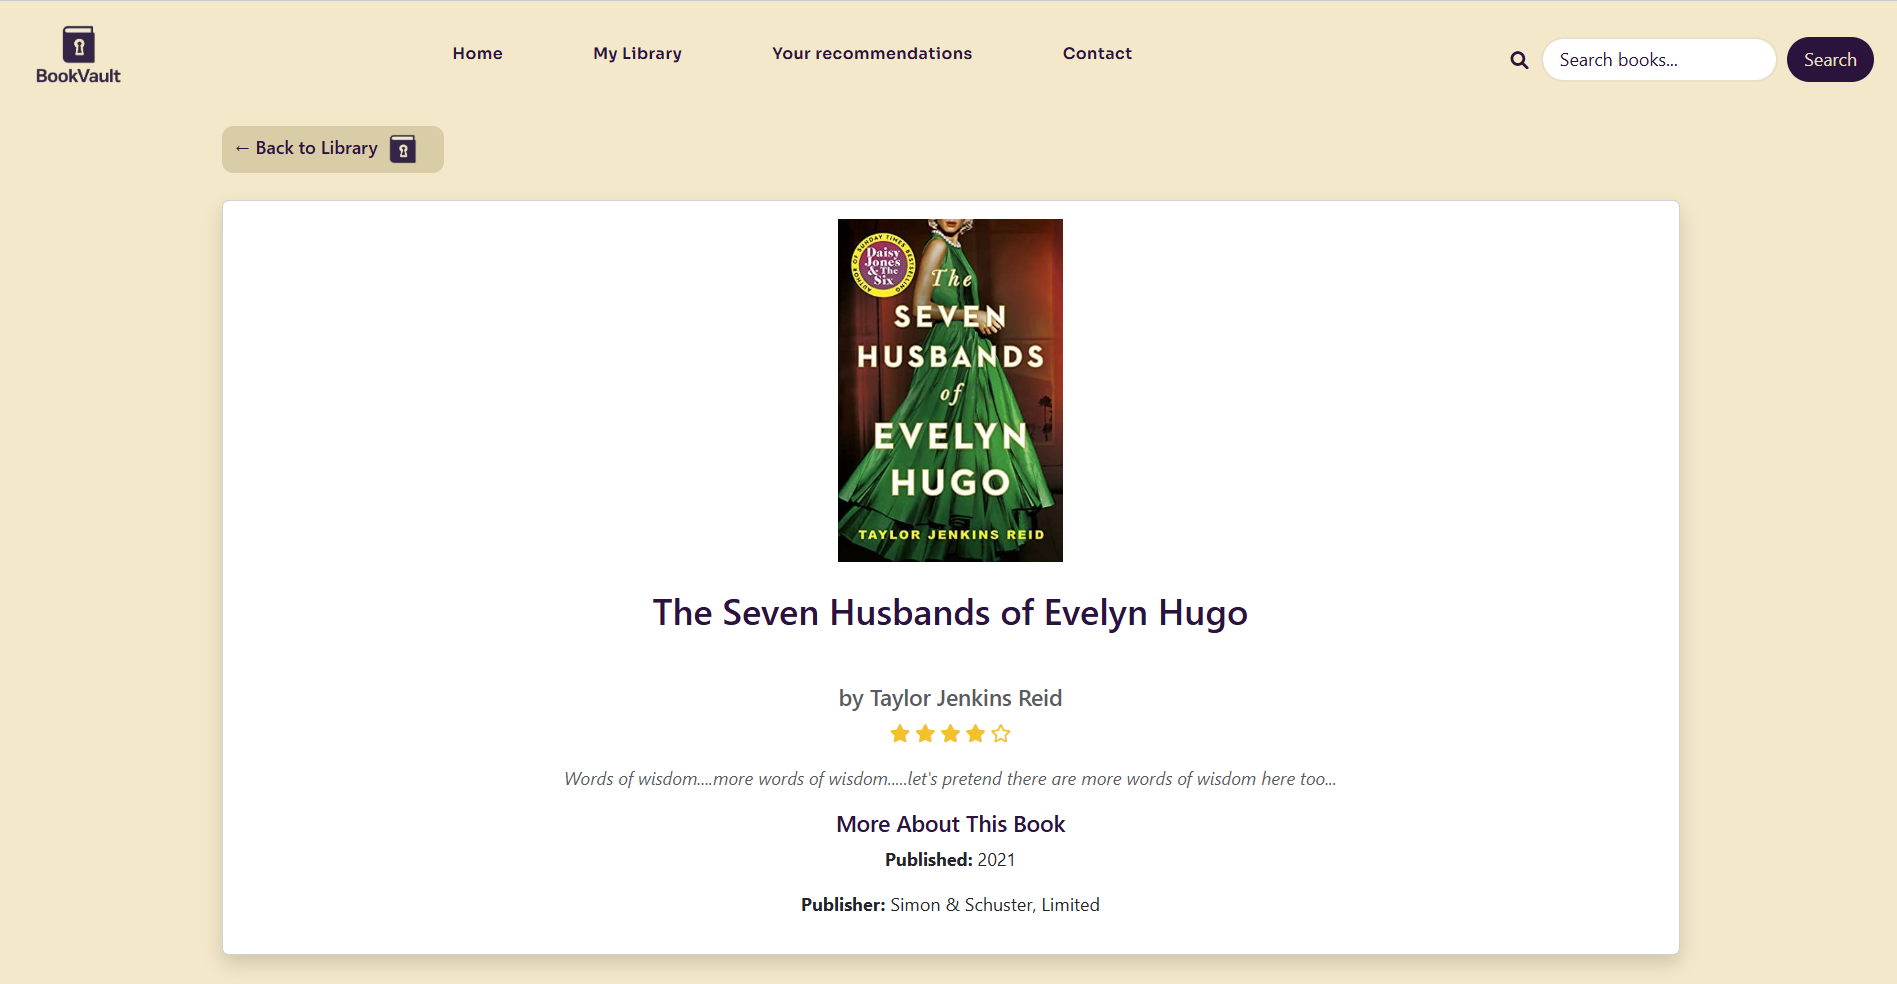 BookVault
Home
My Library
Your recommendations
Contact
Search books...
Search
← Back to Library
AUTHOR OF SUNDAY TIMES BESTSELLING
Daisy
Jones
& The
Six
The
SEVEN
HUSBANDS
of
EVELYN
HUGO
TAYLOR JENKINS REID
The Seven Husbands of Evelyn Hugo
by Taylor Jenkins Reid
Words of wisdom....more words of wisdom.....let's pretend there are more words of wisdom here too...
More About This Book
Published: 2021
Publisher: Simon & Schuster, Limited